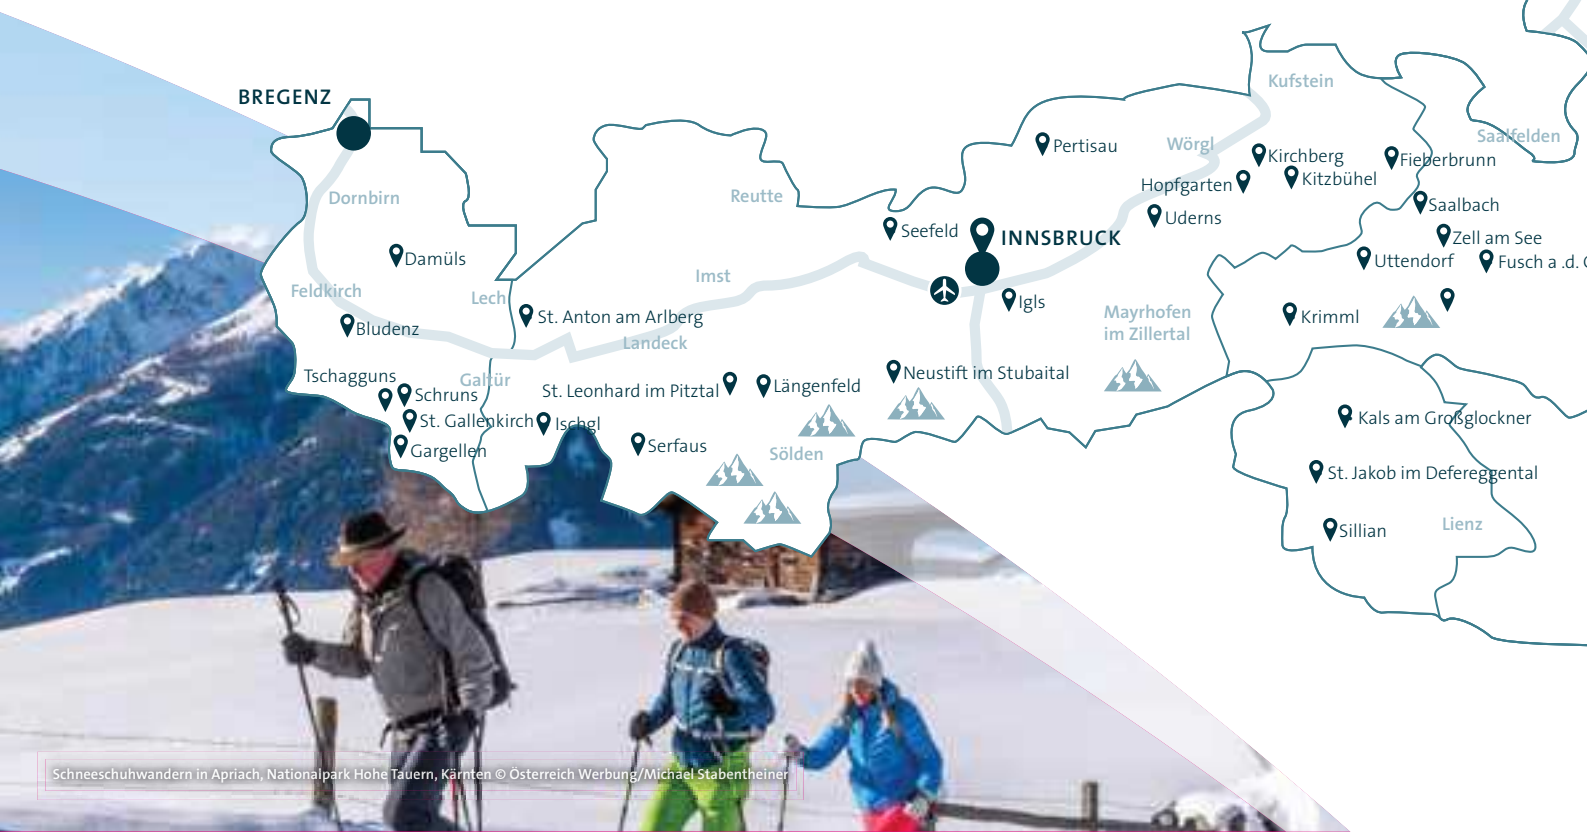 BREGENZ
Kufstein
Saalfelden
Pertisau
Wörgl
Kirchberg
Fieberbrunn
Hopfgarten
Kitzbühel
Dornbirn
Reutte
Saalbach
Uderns
Seefeld
INNSBRUCK
Zell am See
Damüls
Uttendorf
Fusch a .d.
Imst
Feldkirch
Lech
Igls
Mayrhofen
im Zillertal
St. Anton am Arlberg
Krimml
Bludenz
Landeck
Tschagguns
Galtür
Neustift im Stubaital
Schruns
St. Leonhard im Pitztal
Längenfeld
St. Gallenkirch
Ischgl
Kals am Großglockner
Gargellen
Serfaus
Sölden
St. Jakob im Defereggental
Sillian
Lienz
Schneeschuhwandern in Apriach, Nationalpark Hohe Tauern, Kärnten © Österreich Werbung/Michael Stabentheiner